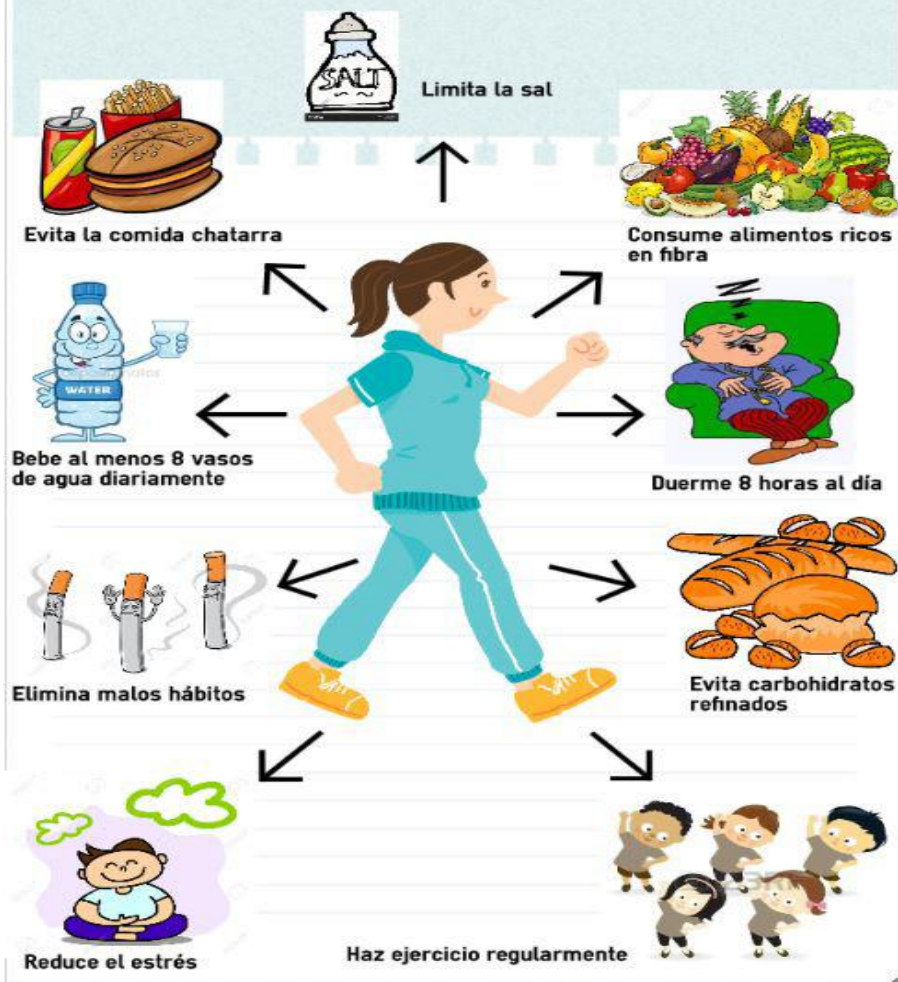 SALT
Limita la sal
Evita la comida chatarra
Consume alimentos ricos
en fibra
WATER
Bebe al menos 8 vasos
de agua diariamente
Duerme 8 horas al día
Elimina malos hábitos
Evita carbohidratos
refinados
Reduce el estrés
Haz ejercicio regularmente